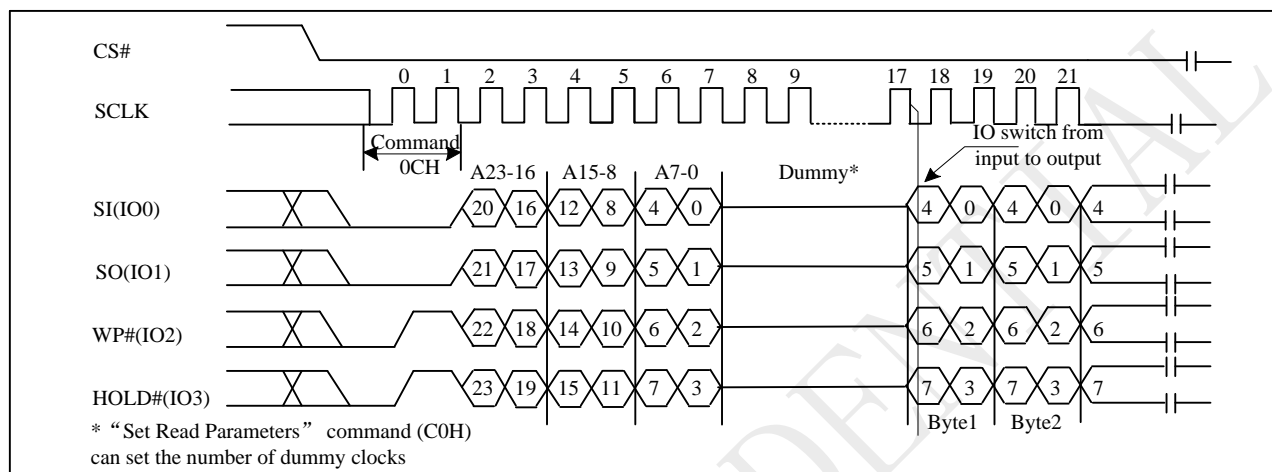 CS#
0 1 2 3 4 5 6 7 8 9 17 18 19 20 21
SCLK
Command
0CH
IO switch from
input to output
A23-16 A15-8 A7-0 Dummy*
SI(IO0) 20 16 12 8 4 0 4 0 4 0 4
SO(IO1) 21 17 13 9 5 1 5 1 5 1 5
WP#(IO2) 22 18 14 10 6 2 6 2 6 2 6
HOLD#(IO3) 23 19 15 11 7 3 7 3 7 3 7
Byte1 Byte2
* “Set Read Parameters” command (C0H)
can set the number of dummy clocks
DENTIAL